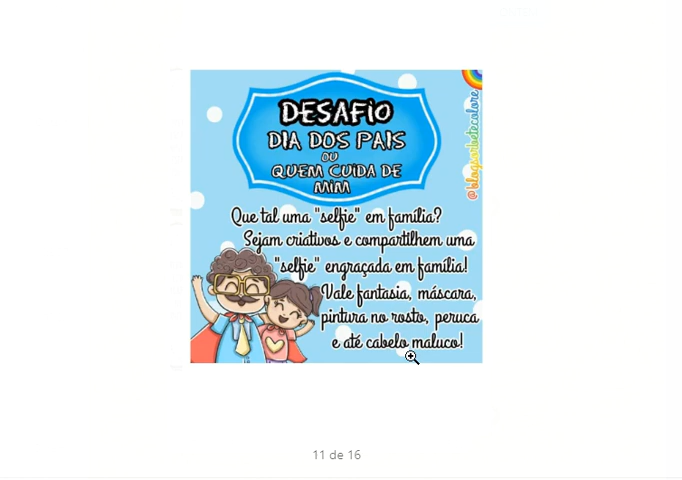 DESAFIO
DIA DOS PAIS
OU
QUEM CUIDA DE
MIM
Que tal uma "selfie" em família?
Sejam criativos e compartilhem uma
"selfie" engraçada em família!
Vale fantasia, máscara,
pintura no rosto, peruca
e até cabelo maluco!
11 de 16